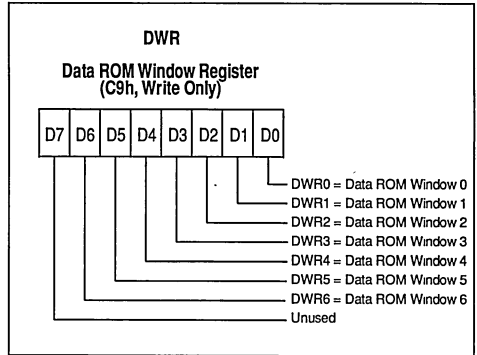 DWR
Data ROM Window Register
(C9h, Write Only)
D7 D6 D5 D4 D3 D2 D1 D0
DWR0 = Data ROM Window 0
DWR1 = Data ROM Window 1
DWR2 = Data ROM Window 2
DWR3 = Data ROM Window 3
DWR4 = Data ROM Window 4
DWR5 = Data ROM Window 5
DWR6 = Data ROM Window 6
Unused